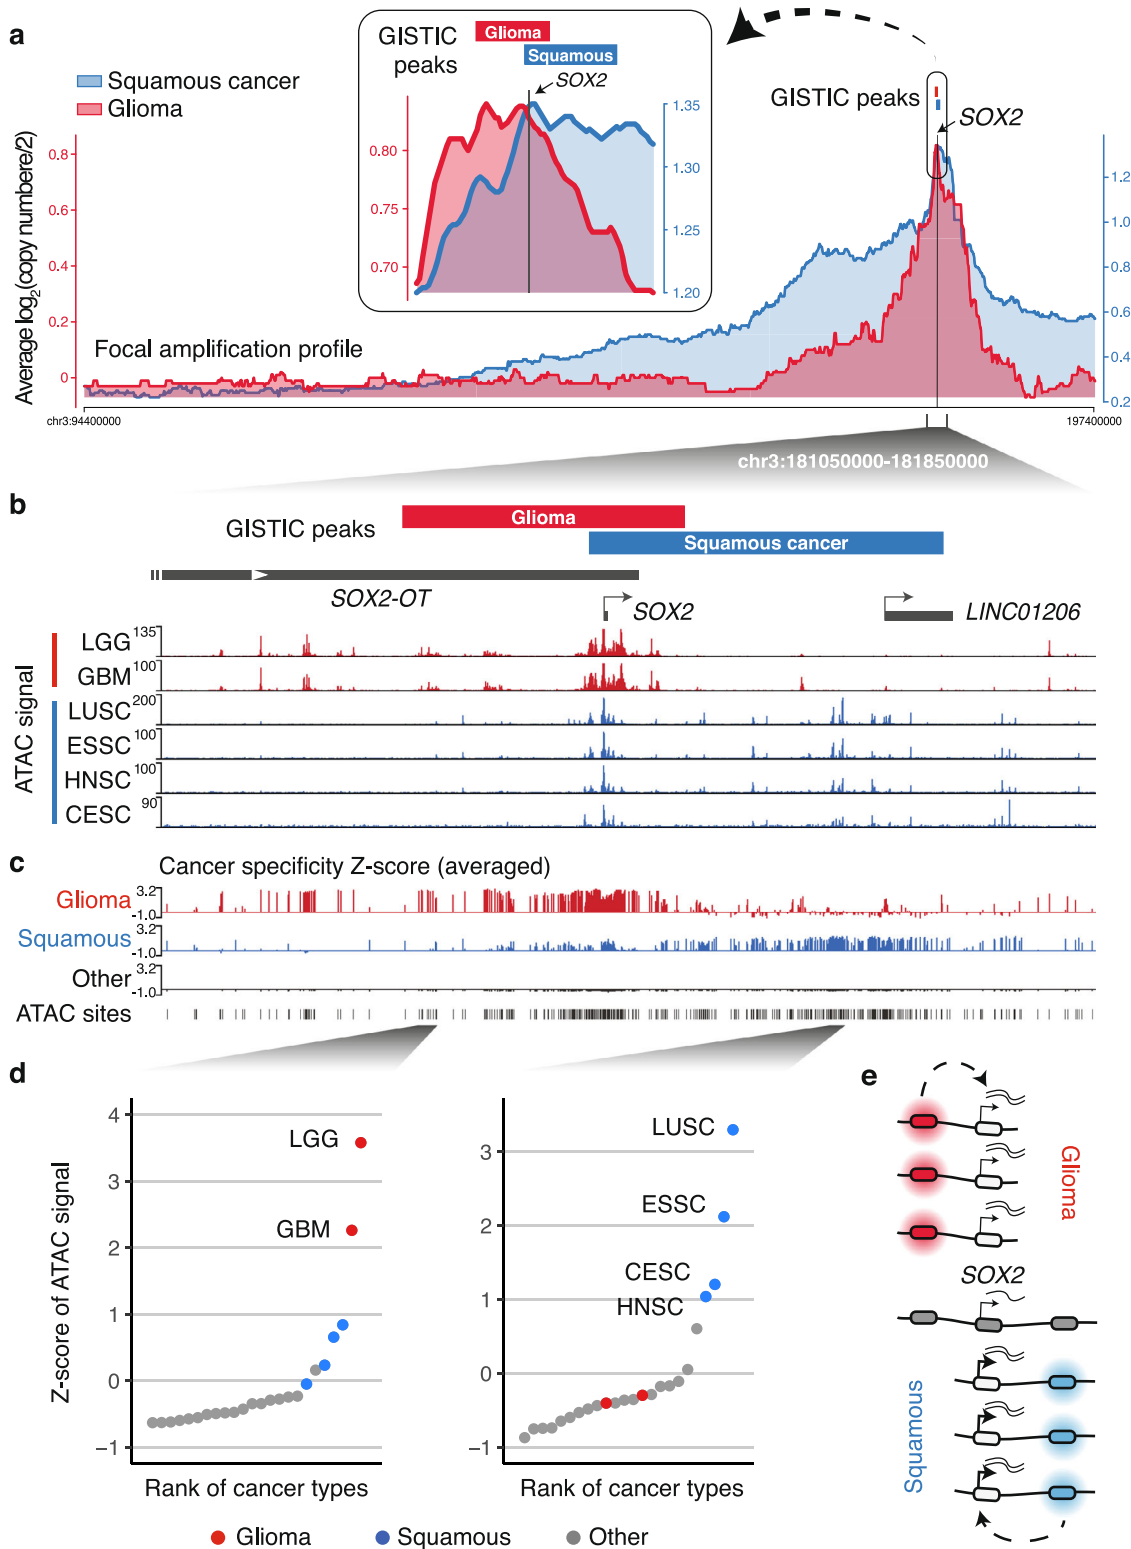 a
Squamous cancer
Glioma
GISTIC
peaks
Glioma
Squamous
SOX2
0.80
0.75
0.70
1.35
1.30
1.25
1.20
GISTIC peaks
SOX2
Average log2(copy numbere/2)
0.8
0.6
0.4
0.2
0
1.2
1.0
0.8
0.6
0.4
0.2
Focal amplification profile
chr3:94400000
197400000
chr3:181050000-181850000
b
GISTIC peaks
Glioma
Squamous cancer
SOX2-OT
SOX2
LINC01206
ATAC signal
LGG
135
GBM
100
LUSC
200
ESSC
100
HNSC
100
CESC
90
c
Cancer specificity Z-score (averaged)
Glioma
3.2
-1.0
Squamous
3.2
-1.0
Other
3.2
-1.0
ATAC sites
d
Z-score of ATAC signal
4
3
2
1
0
−1
LGG
GBM
Rank of cancer types
3
2
1
0
−1
LUSC
ESSC
CESC
HNSC
Rank of cancer types
Glioma
Squamous
Other
e
Glioma
SOX2
Squamous